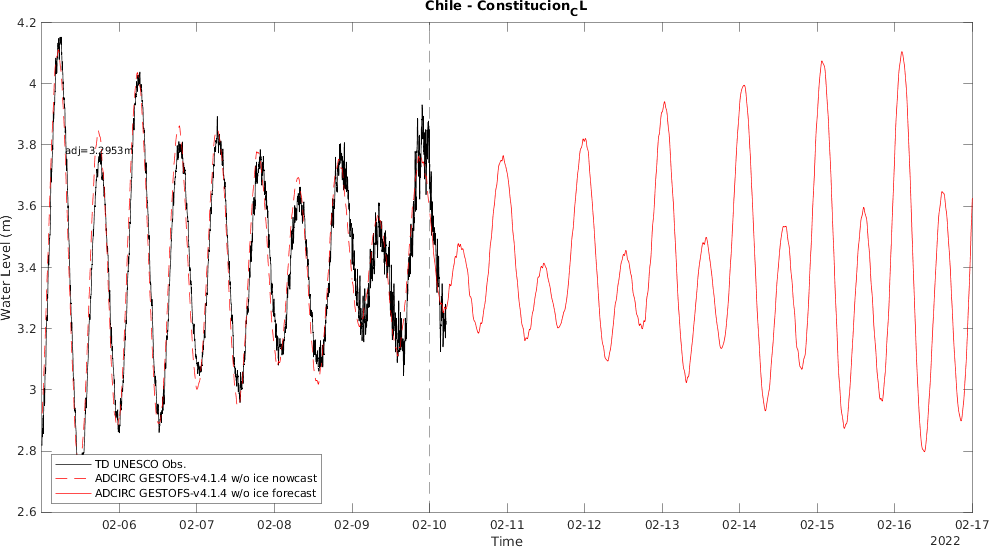 Chile - Constitucion_CL
4.2
4
3.8
3.6
3.4
3.2
3
2.8
2.6
Water Level (m)
adj=3.2953m
TD UNESCO Obs.
ADCIRC GESTOFS-v4.1.4 w/o ice nowcast
ADCIRC GESTOFS-v4.1.4 w/o ice forecast
02-06 02-07 02-08 02-09 02-10 02-11 02-12 02-13 02-14 02-15 02-16 02-17
Time
2022